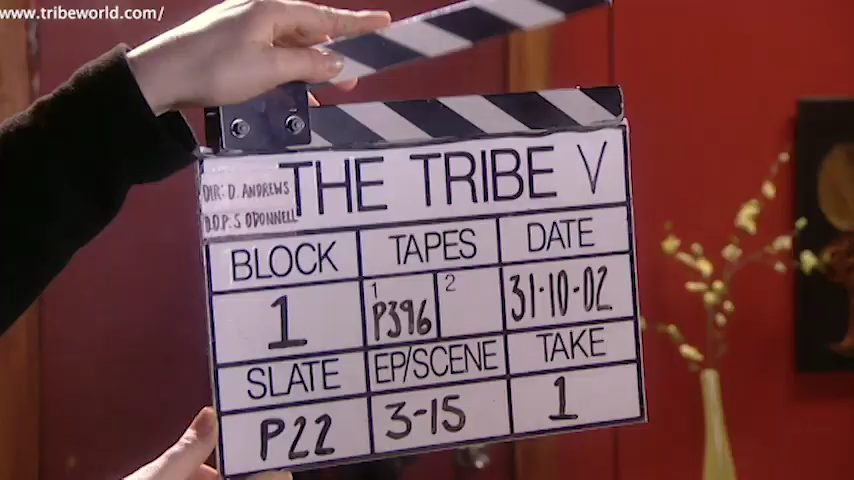 www.tribeworld.com/
THE TRIBE V
DIR: D. ANDREWS
D.O.P: S O'DONNELL
BLOCK TAPES DATE
1 1 P396 2 31-10-02
SLATE EP/SCENE TAKE
P22 3-15 1